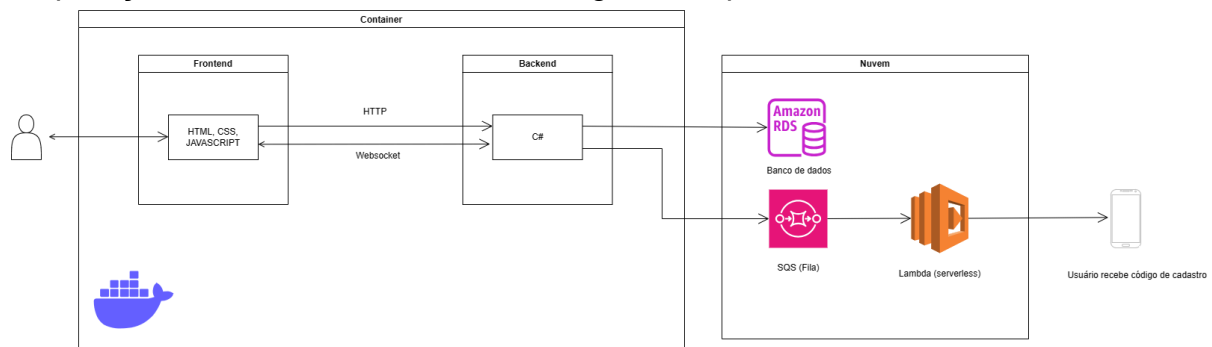 Container
Frontend
Backend
Nuvem
HTML, CSS,
JAVASCRIPT
HTTP
Websocket
C#
Amazon
RDS
Banco de dados
SQS (Fila)
Lambda (serverless)
Usuário recebe código de cadastro